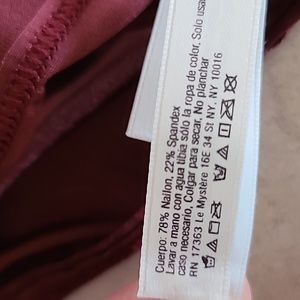 Cuerpo: 78% Nailon, 22% Spandex
Lavar a mano con agua tibia solo la ropa de color. Solo usar
caso necesario, Colgar para secar. No planchar
RN 17363 Le Mystère 16E 34 St NY, NY 10016